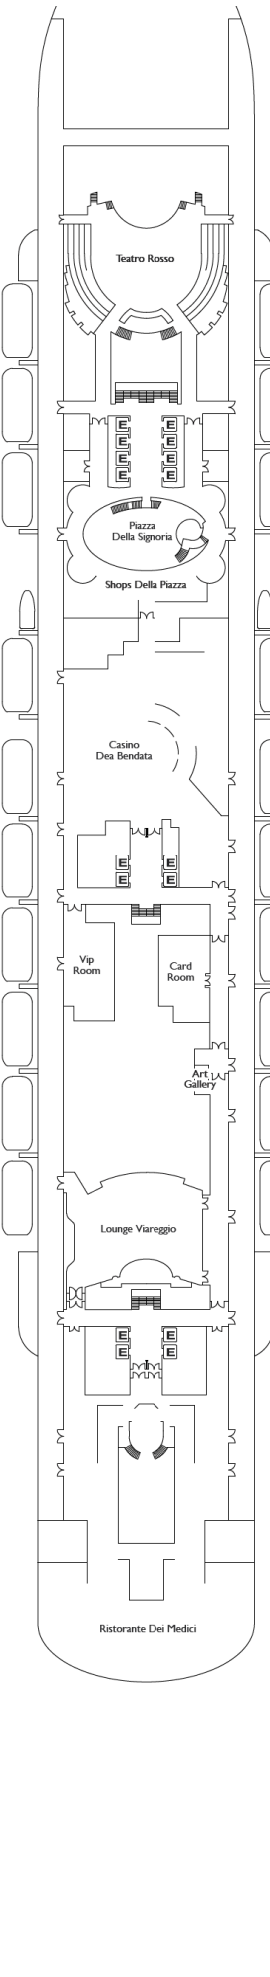 Teatro Rosso
E E
E E
E E
E E
Piazza
Della Signoria
Shops Della Piazza
Casino
Dea Bendata
E E
E E
Vip
Room
Card
Room
Art
Gallery
Lounge Viareggio
E E
E E
Ristorante Dei Medici